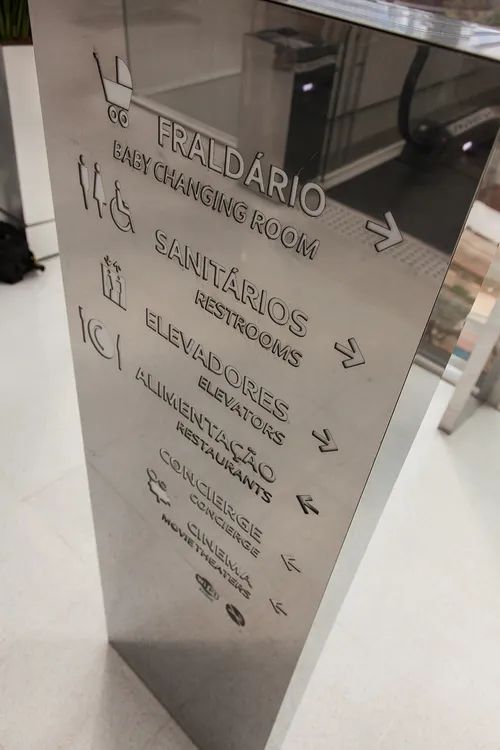 FRALDÁRIO
BABY CHANGING ROOM
SANITÁRIOS
RESTROOMS
ELEVADORES
ELEVATORS
ALIMENTAÇÃO
RESTAURANTS
CONCIERGE
CONCIERGE
CINEMA
MOVIE THEATERS